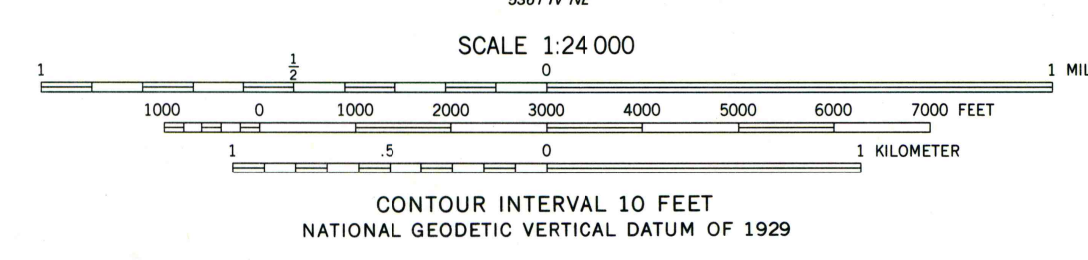 SCALE 1:24 000
1 1/2 0 1
1000 0 1000 2000 3000 4000 5000 6000 7000 FEET
1 .5 0 1 KILOMETER
CONTOUR INTERVAL 10 FEET
NATIONAL GEODETIC VERTICAL DATUM OF 1929